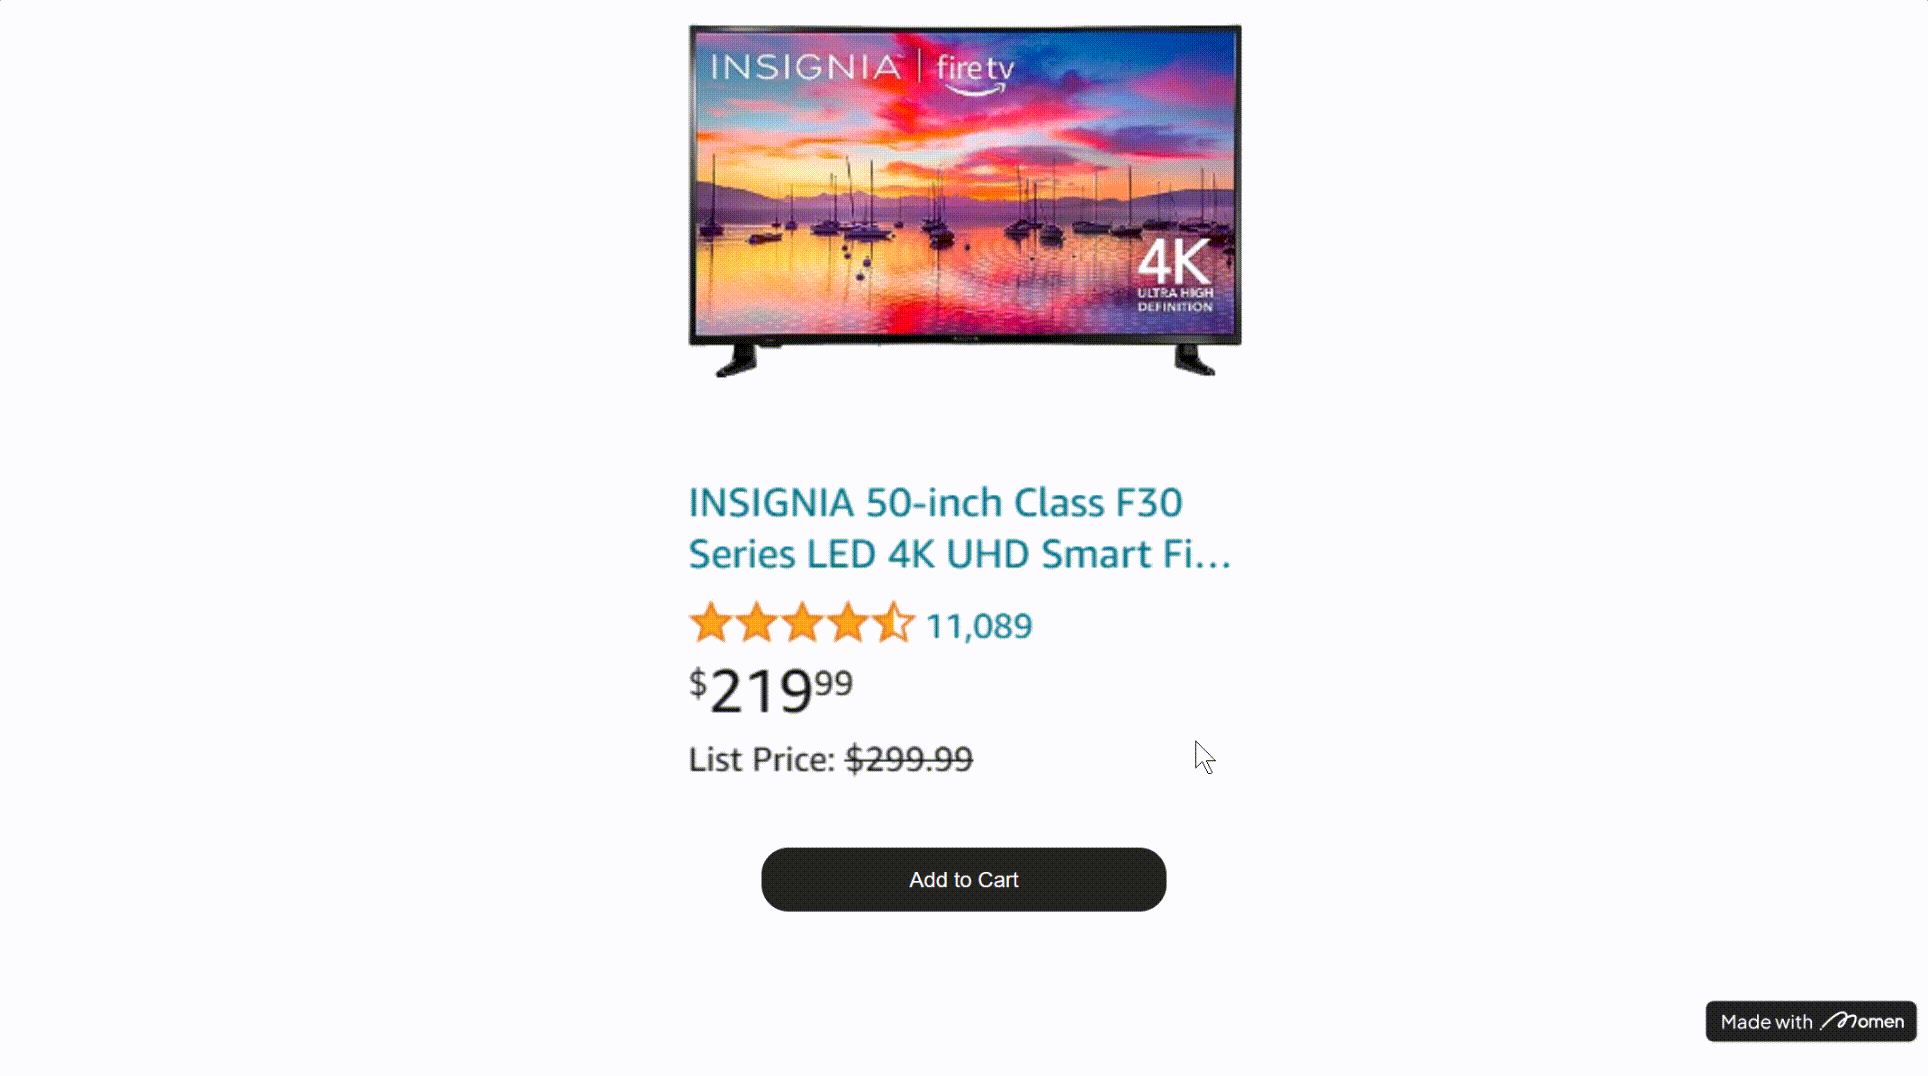 INSIGNIA | fire tv
4K
ULTRA HIGH
DEFINITION
INSIGNIA 50-inch Class F30
Series LED 4K UHD Smart Fi...
11,089
$219.99
List Price: $299.99
Add to Cart
Made with Momen